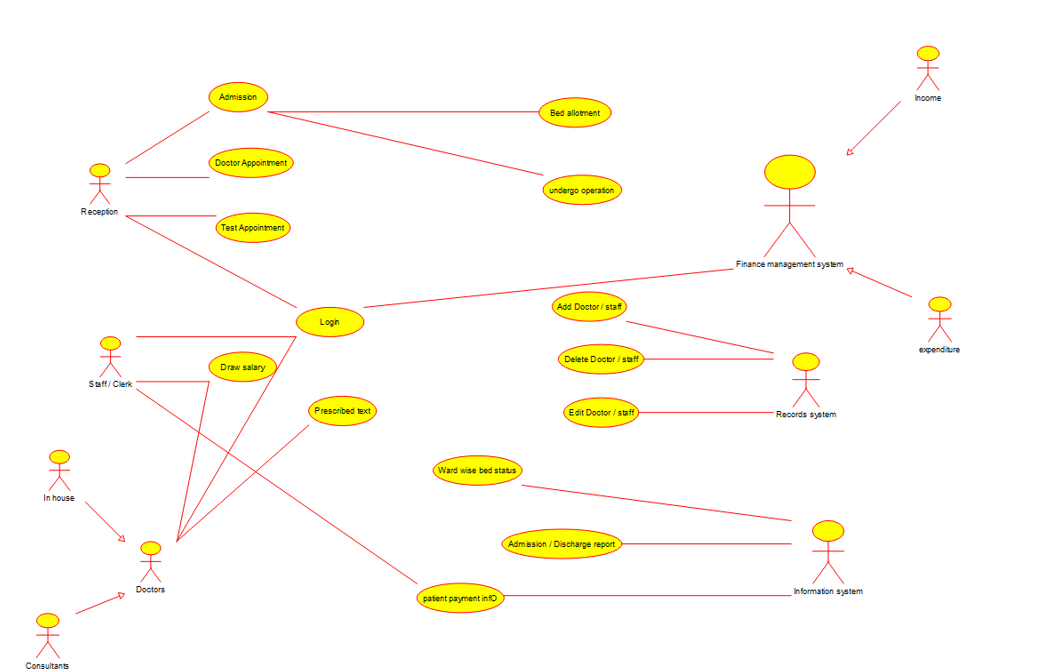 Income
Admission
Bed allotment
Doctor Appointment
undergo operation
Reception
Test Appointment
Finance management system
Add Doctor / staff
Login
expenditure
Delete Doctor / staff
Draw salary
Staff / Clerk
Prescribed text
Edit Doctor / staff
Records system
Ward wise bed status
In house
Admission / Discharge report
Doctors
Information system
patient payment infO
Consultants